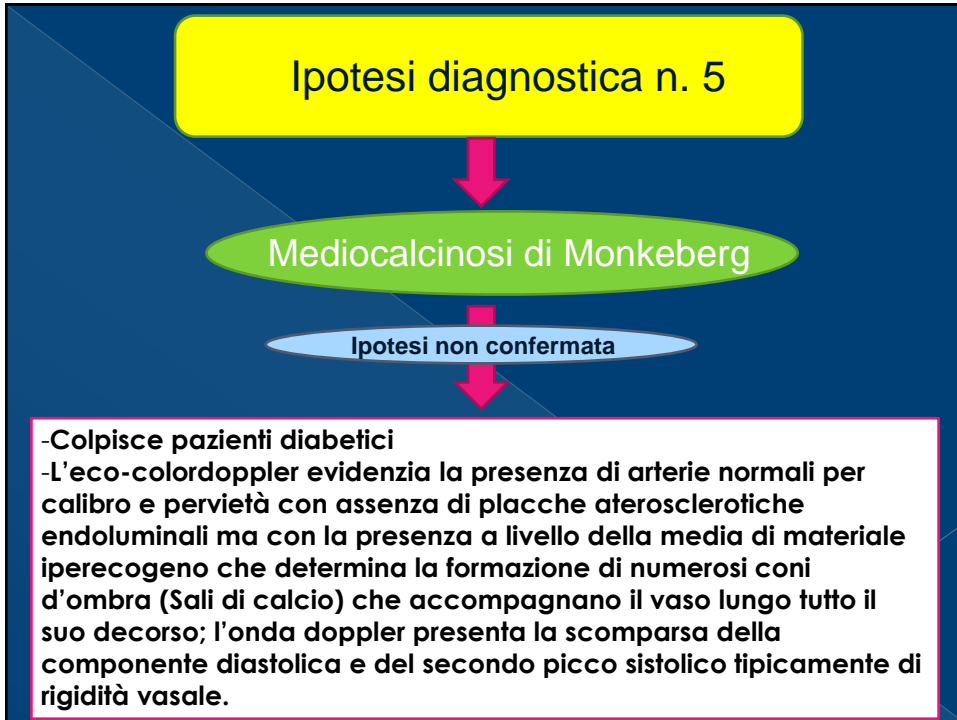 Ipotesi diagnostica n. 5
Mediocalcinosi di Monkeberg
Ipotesi non confermata
-Colpisce pazienti diabetici
-L’eco-colordoppler evidenzia la presenza di arterie normali per
calibro e pervietà con assenza di placche aterosclerotiche
endoluminali ma con la presenza a livello della media di materiale
iperecogeno che determina la formazione di numerosi coni
d’ombra (Sali di calcio) che accompagnano il vaso lungo tutto il
suo decorso; l’onda doppler presenta la scomparsa della
componente diastolica e del secondo picco sistolico tipicamente di
rigidità vasale.